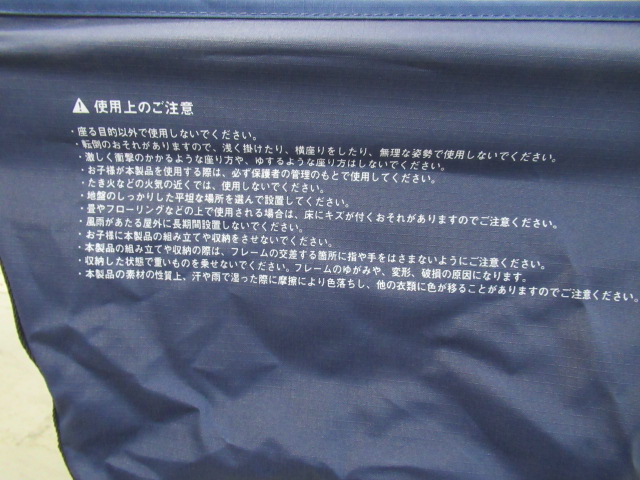 ⚠ 使用上のご注意
・座る目的以外で使用しないでください。
・転倒のおそれがありますので、浅く掛けたり、横座りをしたり、無理な姿勢で使用しないでください。
・激しく衝撃のかかるような座り方や、ゆするような座り方はしないでください。
・お子様が本製品を使用する際は、必ず保護者の管理のもとで使用してください。
・たき火などの火気の近くでは、使用しないでください。
・地盤のしっかりした平坦な場所を選んで設置してください。
・畳やフローリングなどの上で使用される場合は、床にキズが付くおそれがありますのでご注意ください。
・風雨があたる屋外に長期間設置しないでください。
・お子様に本製品の組み立てや収納をさせないでください。
・本製品の組み立てや収納の際は、フレームの交差する箇所に指や手をはさまないようにご注意ください。
・収納した状態で重いものを乗せないでください。フレームのゆがみや、変形、破損の原因になります。
・本製品の素材の性質上、汗や雨で湿った際に摩擦により色落ちし、他の衣類に色が移ることがありますのでご注意ください。